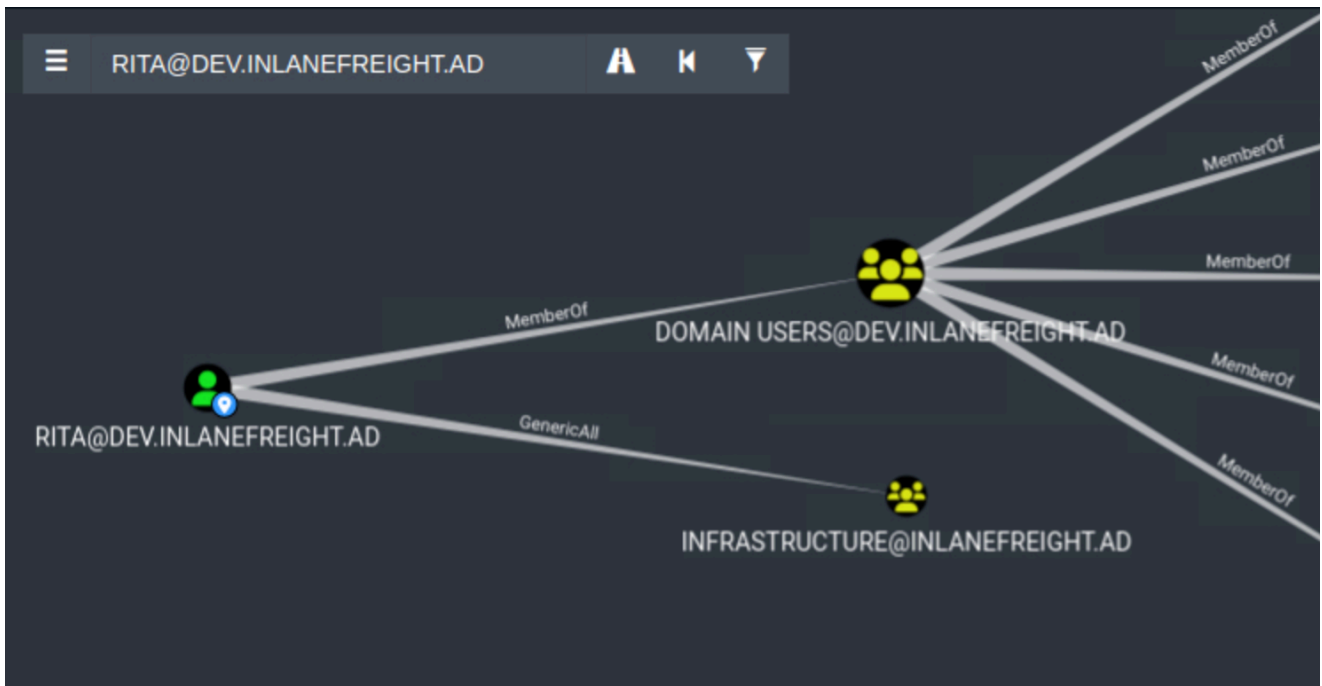 RITA@DEV.INLANEFREIGHT.AD
MemberOf
MemberOf
MemberOf
MemberOf
DOMAIN USERS@DEV.INLANEFREIGHT.AD
MemberOf
RITA@DEV.INLANEFREIGHT.AD
GenericAll
MemberOf
INFRASTRUCTURE@INLANEFREIGHT.AD